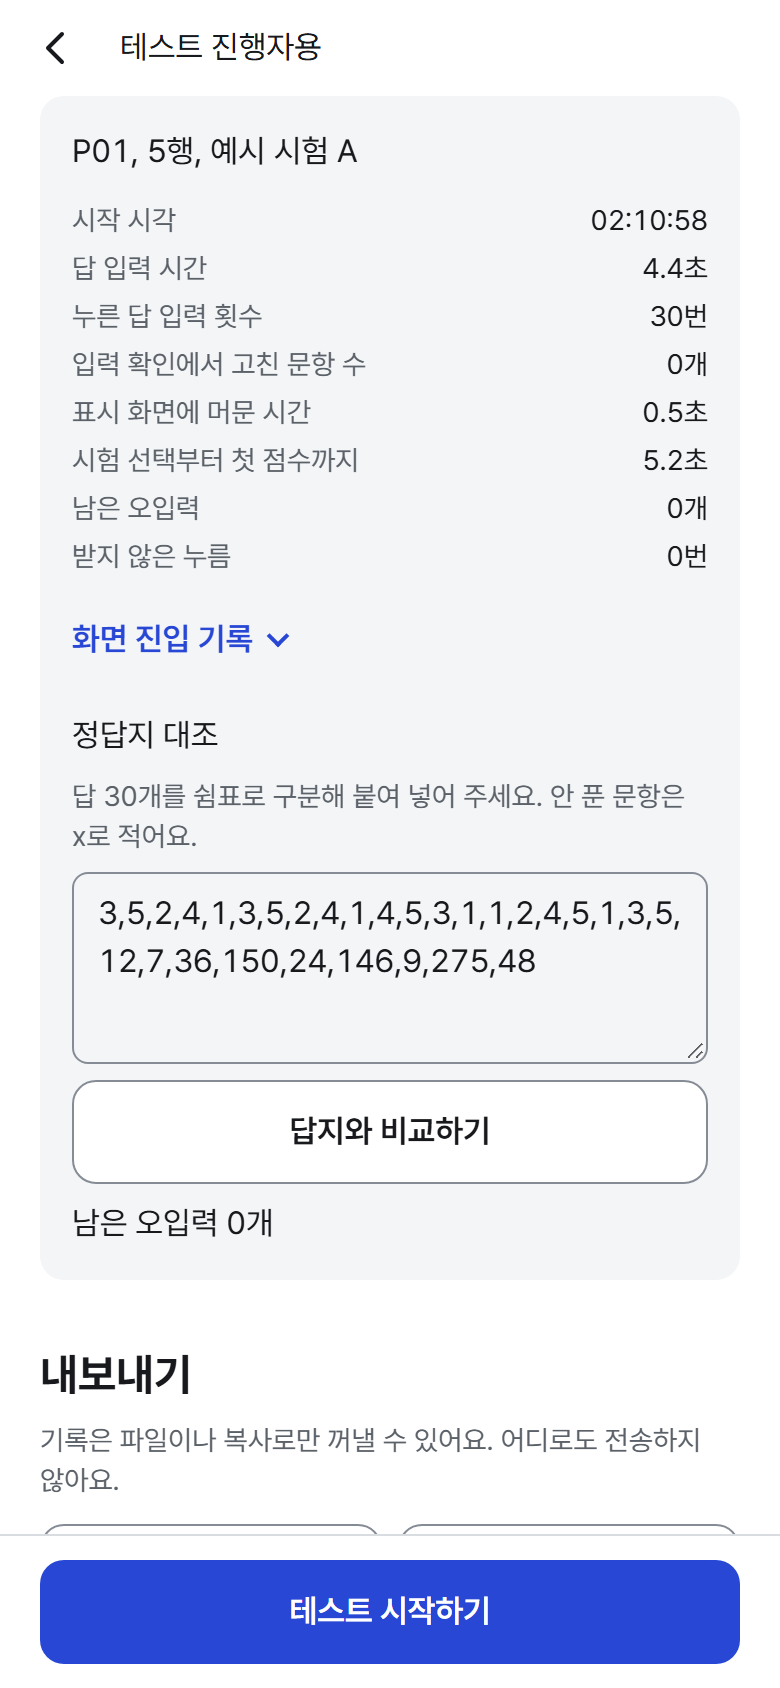 테스트 진행자용
P01, 5행, 예시 시험 A
시작 시각 02:10:58
답 입력 시간 4.4초
누른 답 입력 횟수 30번
입력 확인에서 고친 문항 수 0개
표시 화면에 머문 시간 0.5초
시험 선택부터 첫 점수까지 5.2초
남은 오입력 0개
받지 않은 누름 0번
화면 진입 기록
정답지 대조
답 30개를 쉼표로 구분해 붙여 넣어 주세요. 안 푼 문항은
x로 적어요.
3,5,2,4,1,3,5,2,4,1,4,5,3,1,1,2,4,5,1,3,5,
12,7,36,150,24,146,9,275,48
답지와 비교하기
남은 오입력 0개
내보내기
기록은 파일이나 복사로만 꺼낼 수 있어요. 어디로도 전송하지
않아요.
테스트 시작하기